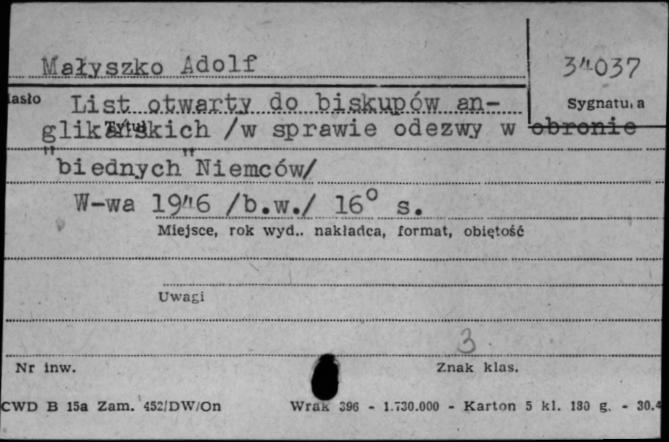 Małyszko Adolf
34037
asło List otwarty do biskupów an-
Sygnatura
glikańskich /w sprawie odezwy w obronie
Tytuł
"biednych" Niemców/
W-wa 1946 /b.w./ 16° s.
Miejsce, rok wyd.. nakładca, format, objętość
Uwagi
3
Nr inw. Znak klas.
CWD B 15a Zam. 452/DW/On Wrak 396 - 1.730.000 - Karton 5 kl. 180 g. - 30.4